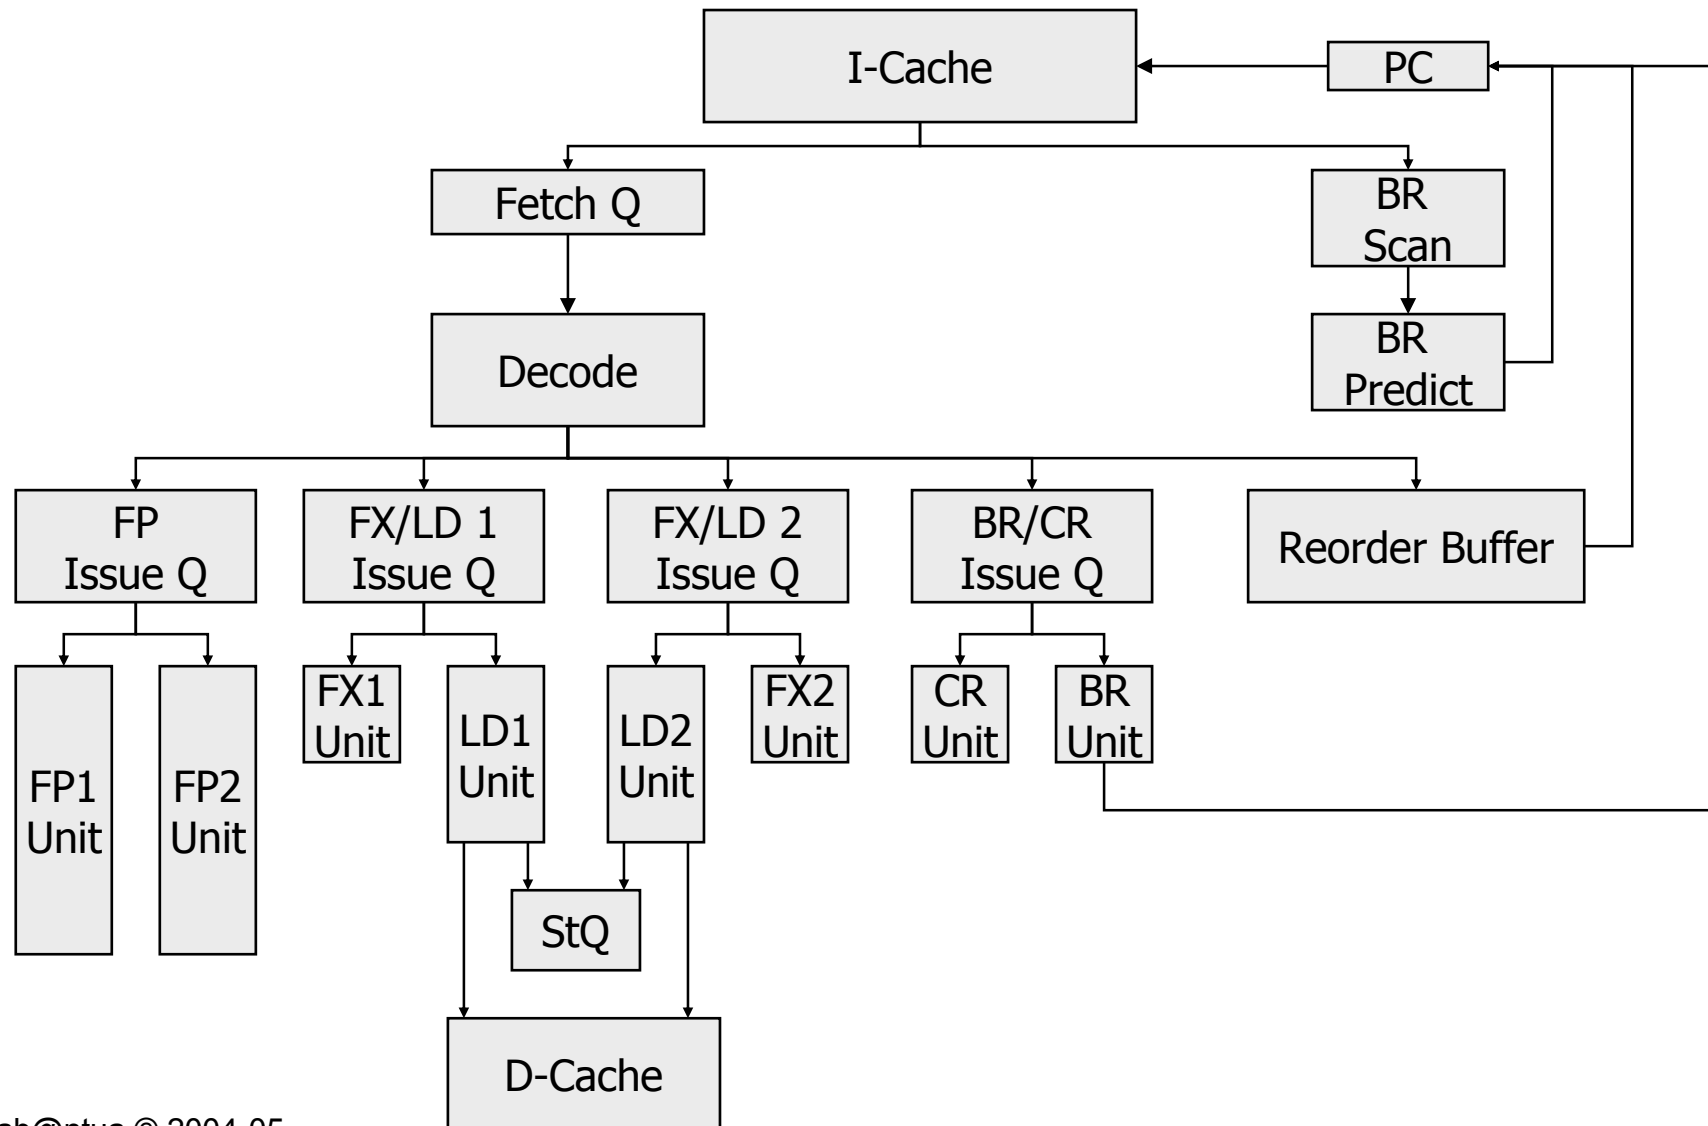 I-Cache
PC
Fetch Q
BR
Scan
Decode
BR
Predict
FP
Issue Q
FX/LD 1
Issue Q
FX/LD 2
Issue Q
BR/CR
Issue Q
Reorder Buffer
FP1
Unit
FP2
Unit
FX1
Unit
LD1
Unit
LD2
Unit
FX2
Unit
CR
Unit
BR
Unit
StQ
D-Cache
© 2004-05